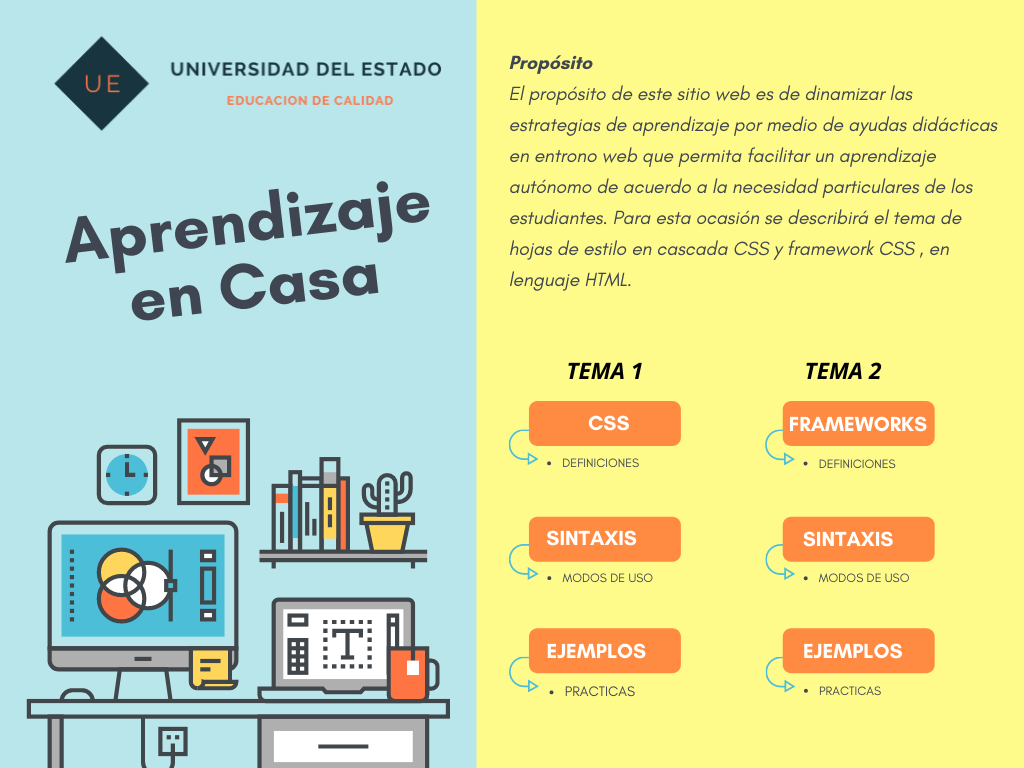 UE
UNIVERSIDAD DEL ESTADO
EDUCACION DE CALIDAD
Aprendizaje
en Casa
T
Propósito
El propósito de este sitio web es de dinamizar las
estrategias de aprendizaje por medio de ayudas didácticas
en entrono web que permita facilitar un aprendizaje
autónomo de acuerdo a la necesidad particulares de los
estudiantes. Para esta ocasión se describirá el tema de
hojas de estilo en cascada CSS y framework CSS , en
lenguaje HTML.
TEMA 1
CSS
• DEFINICIONES
SINTAXIS
• MODOS DE USO
EJEMPLOS
• PRACTICAS
TEMA 2
FRAMEWORKS
• DEFINICIONES
SINTAXIS
• MODOS DE USO
EJEMPLOS
• PRACTICAS